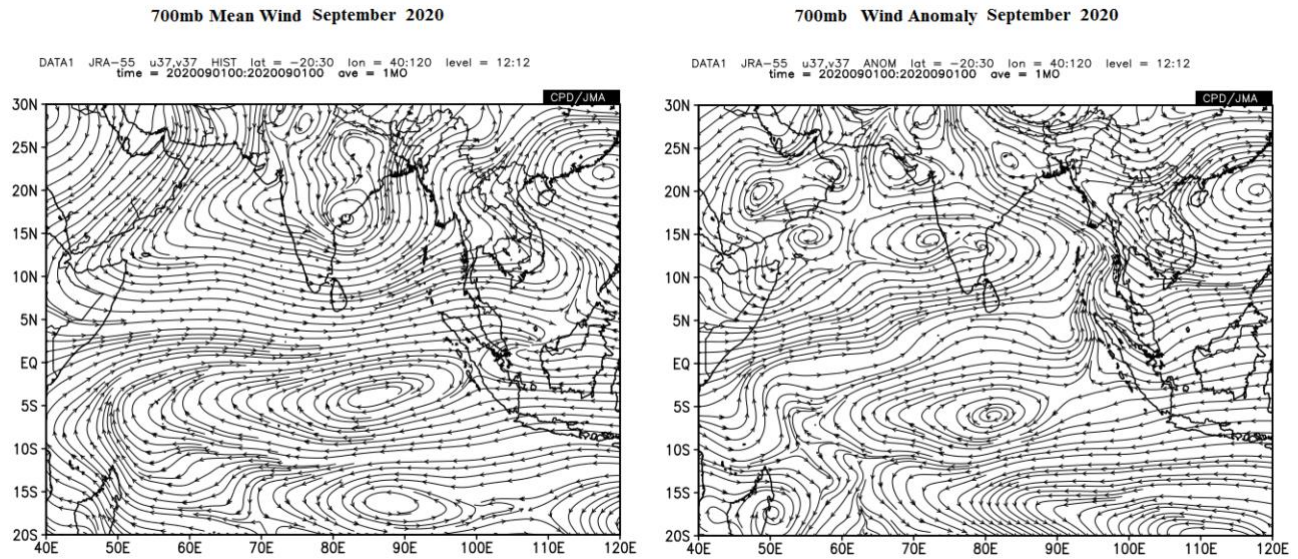 700mb Mean Wind September 2020
DATA1 JRA-55 u37,v37 HIST lat = -20:30 lon = 40:120 level = 12:12
time = 2020090100:2020090100 ave = 1MO
CPD/JMA
30N
25N
20N
15N
10N
5N
EQ
5S
10S
15S
20S
40E 50E 60E 70E 80E 90E 100E 110E 120E
700mb Wind Anomaly September 2020
DATA1 JRA-55 u37,v37 ANOM lat = -20:30 lon = 40:120 level = 12:12
time = 2020090100:2020090100 ave = 1MO
CPD/JMA
30N
25N
20N
15N
10N
5N
EQ
5S
10S
15S
20S
40E 50E 60E 70E 80E 90E 100E 110E 120E